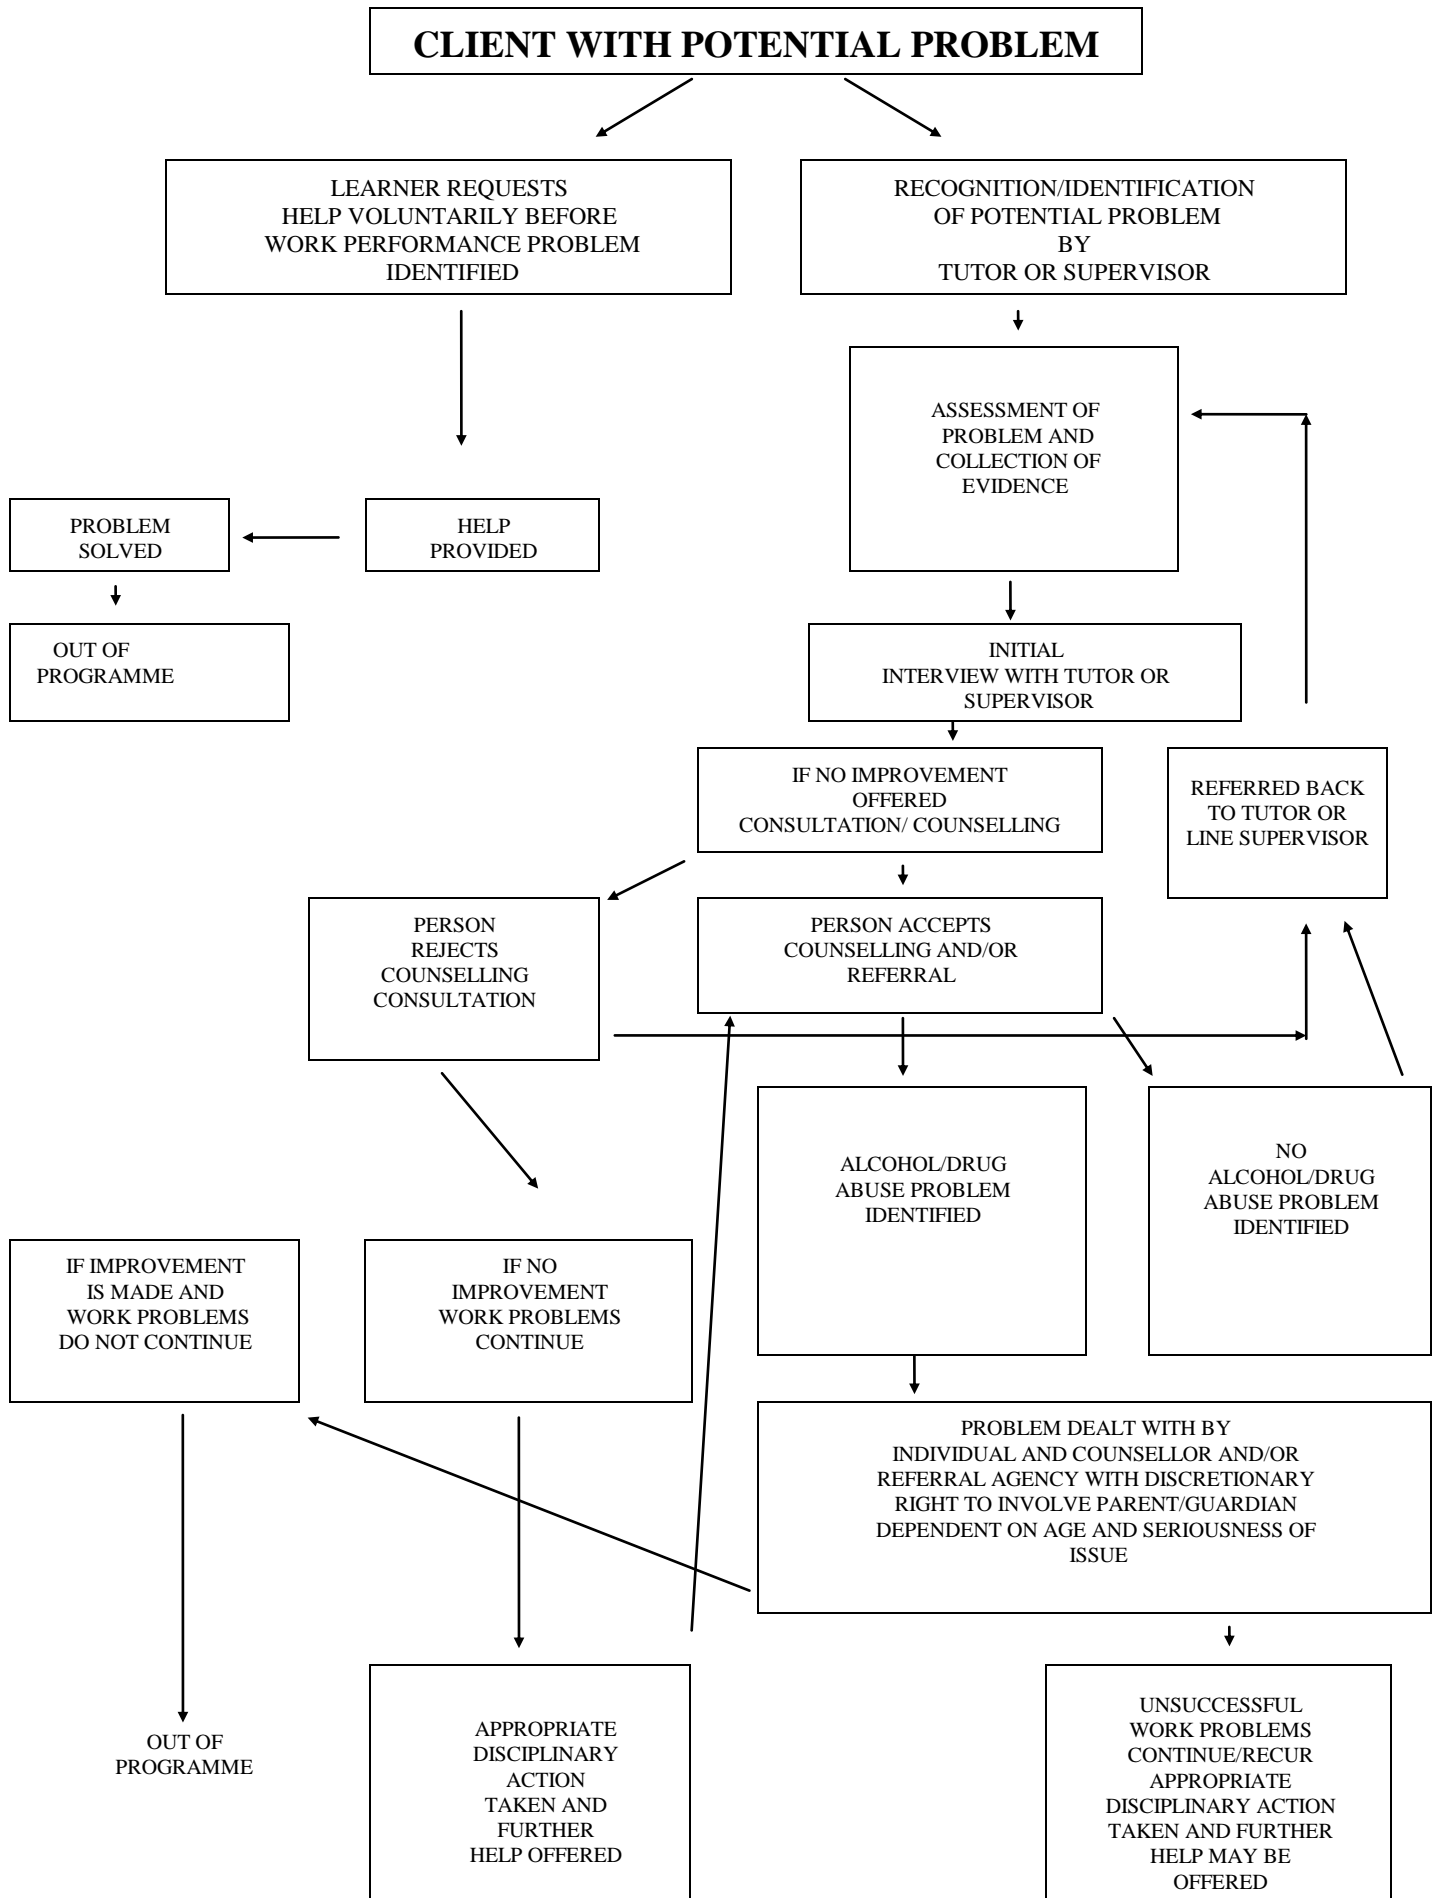 CLIENT WITH POTENTIAL PROBLEM
LEARNER REQUESTS
HELP VOLUNTARILY BEFORE
WORK PERFORMANCE PROBLEM
IDENTIFIED
RECOGNITION/IDENTIFICATION
OF POTENTIAL PROBLEM
BY
TUTOR OR SUPERVISOR
ASSESSMENT OF
PROBLEM AND
COLLECTION OF
EVIDENCE
PROBLEM
SOLVED
HELP
PROVIDED
OUT OF
PROGRAMME
INITIAL
INTERVIEW WITH TUTOR OR
SUPERVISOR
IF NO IMPROVEMENT
OFFERED
CONSULTATION/ COUNSELLING
REFERRED BACK
TO TUTOR OR
LINE SUPERVISOR
PERSON
REJECTS
COUNSELLING
CONSULTATION
PERSON ACCEPTS
COUNSELLING AND/OR
REFERRAL
ALCOHOL/DRUG
ABUSE PROBLEM
IDENTIFIED
NO
ALCOHOL/DRUG
ABUSE PROBLEM
IDENTIFIED
IF IMPROVEMENT
IS MADE AND
WORK PROBLEMS
DO NOT CONTINUE
IF NO
IMPROVEMENT
WORK PROBLEMS
CONTINUE
PROBLEM DEALT WITH BY
INDIVIDUAL AND COUNSELLOR AND/OR
REFERRAL AGENCY WITH DISCRETIONARY
RIGHT TO INVOLVE PARENT/GUARDIAN
DEPENDENT ON AGE AND SERIOUSNESS OF
ISSUE
OUT OF
PROGRAMME
APPROPRIATE
DISCIPLINARY
ACTION
TAKEN AND
FURTHER
HELP OFFERED
UNSUCCESSFUL
WORK PROBLEMS
CONTINUE/RECUR
APPROPRIATE
DISCIPLINARY ACTION
TAKEN AND FURTHER
HELP MAY BE
OFFERED